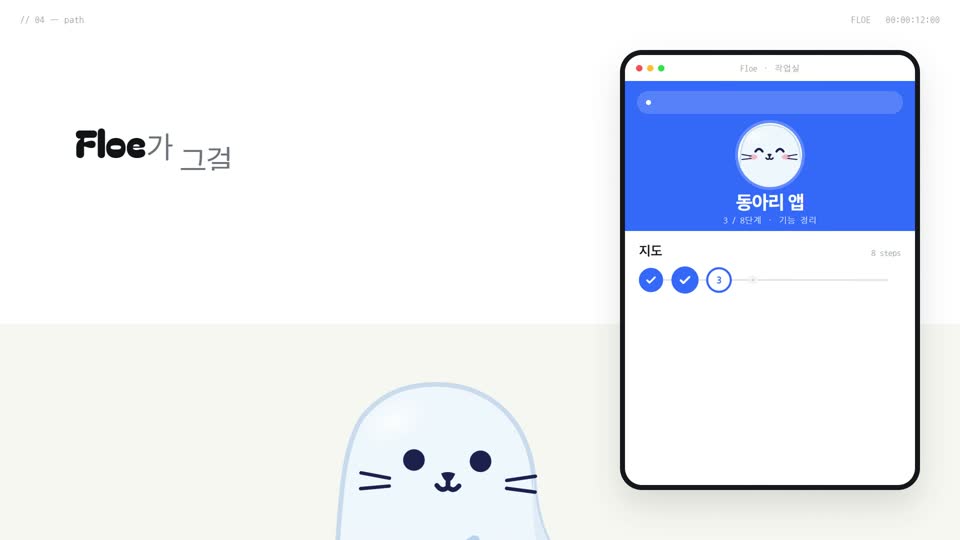 // 04 — path
FLOE 00:00:12:00
Floe가 그걸
Floe · 작업실
동아리 앱
3 / 8단계 · 기능 정리
지도
8 steps
3